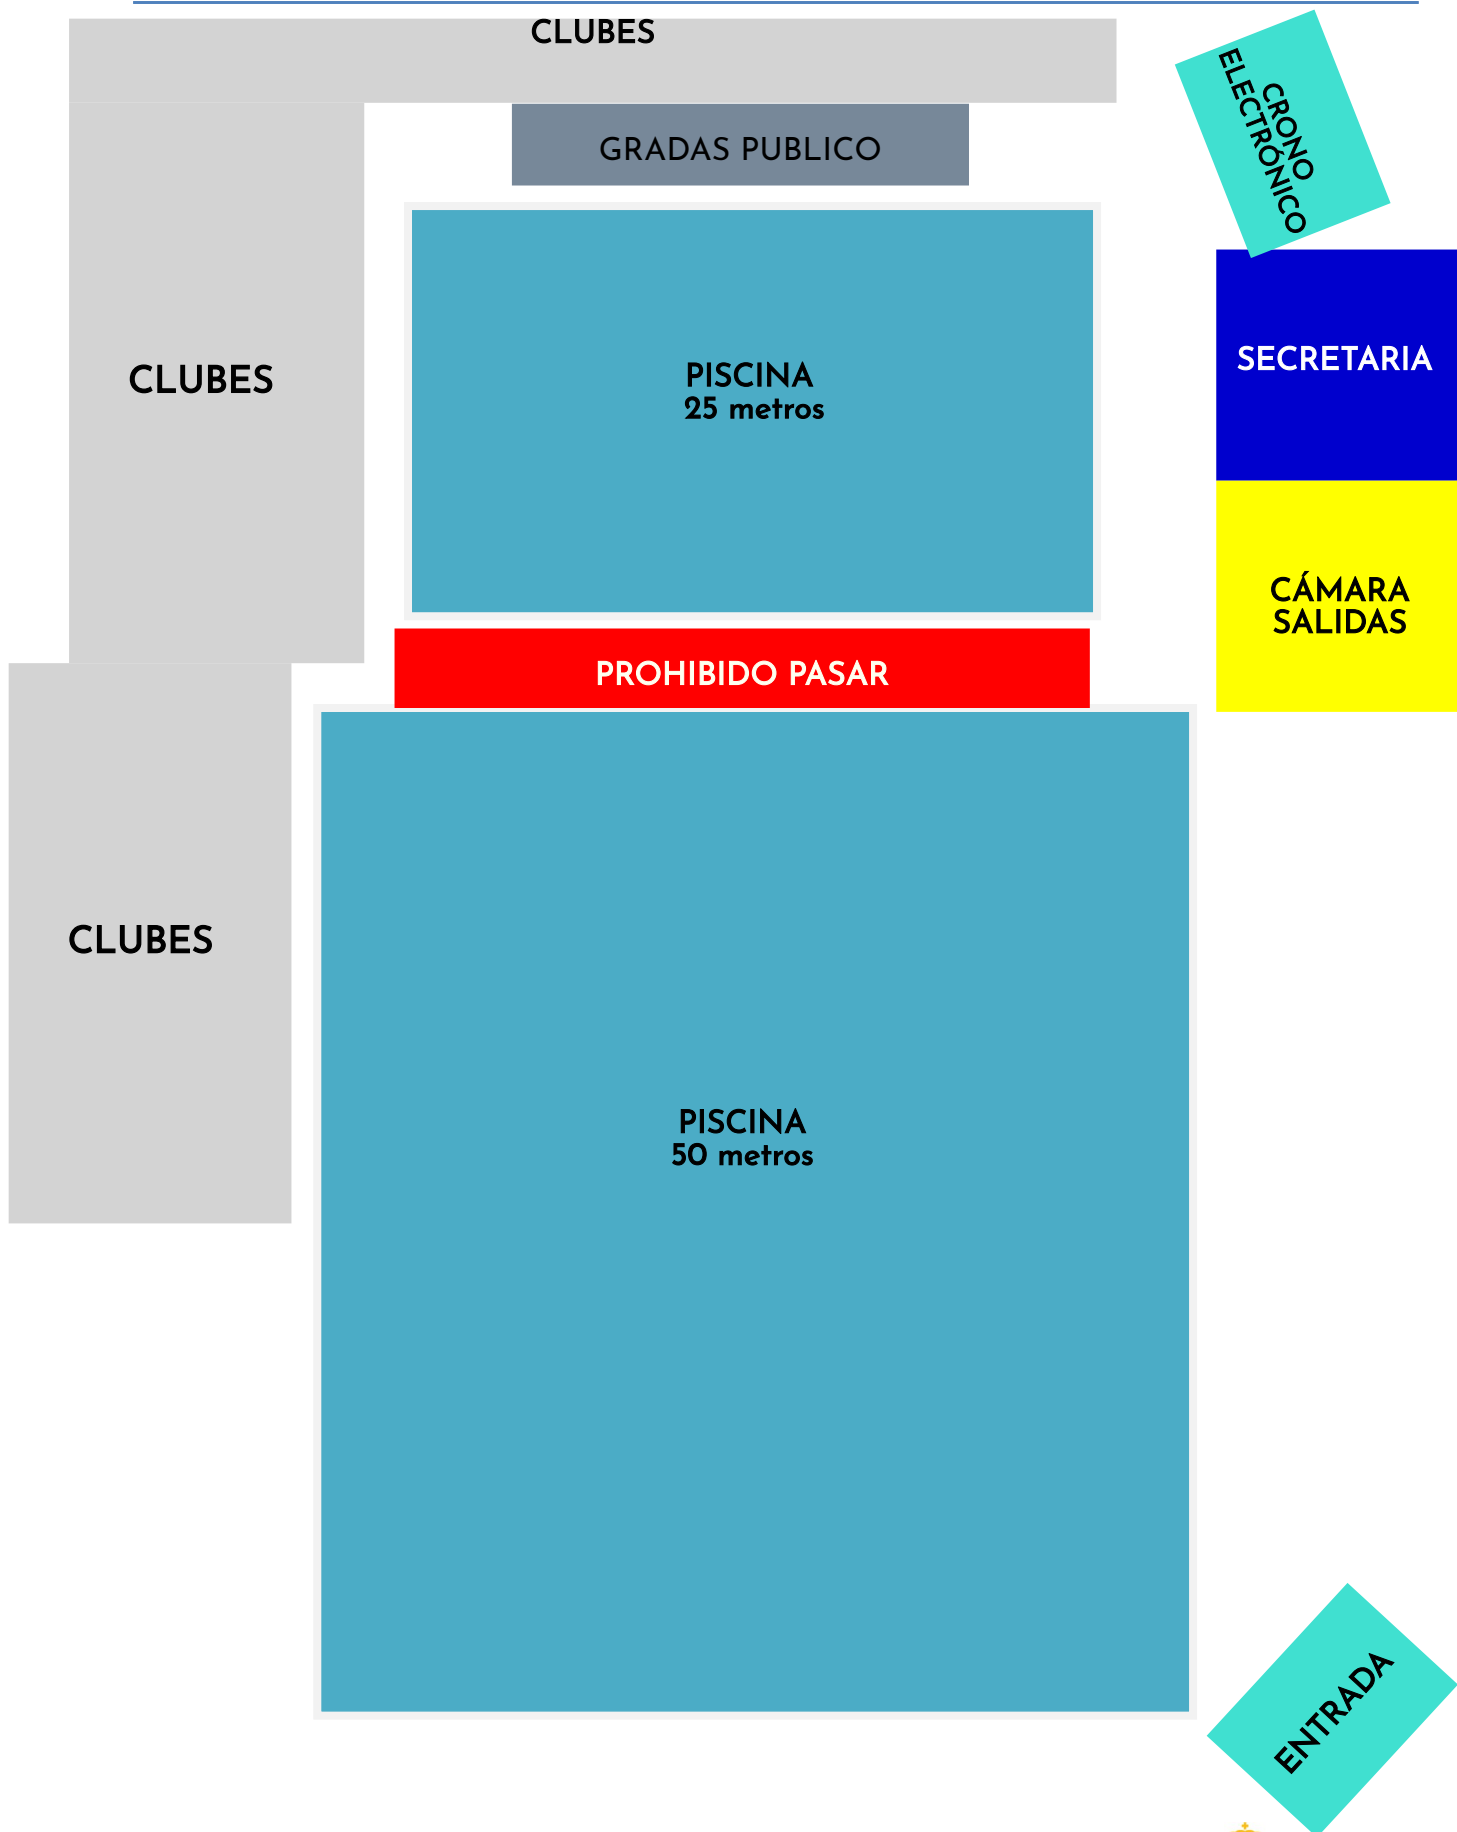 CLUBES
CRONO
ELECTRÓNICO
GRADAS PUBLICO
SECRETARIA
CLUBES
PISCINA
25 metros
CÁMARA
SALIDAS
PROHIBIDO PASAR
CLUBES
PISCINA
50 metros
ENTRADA